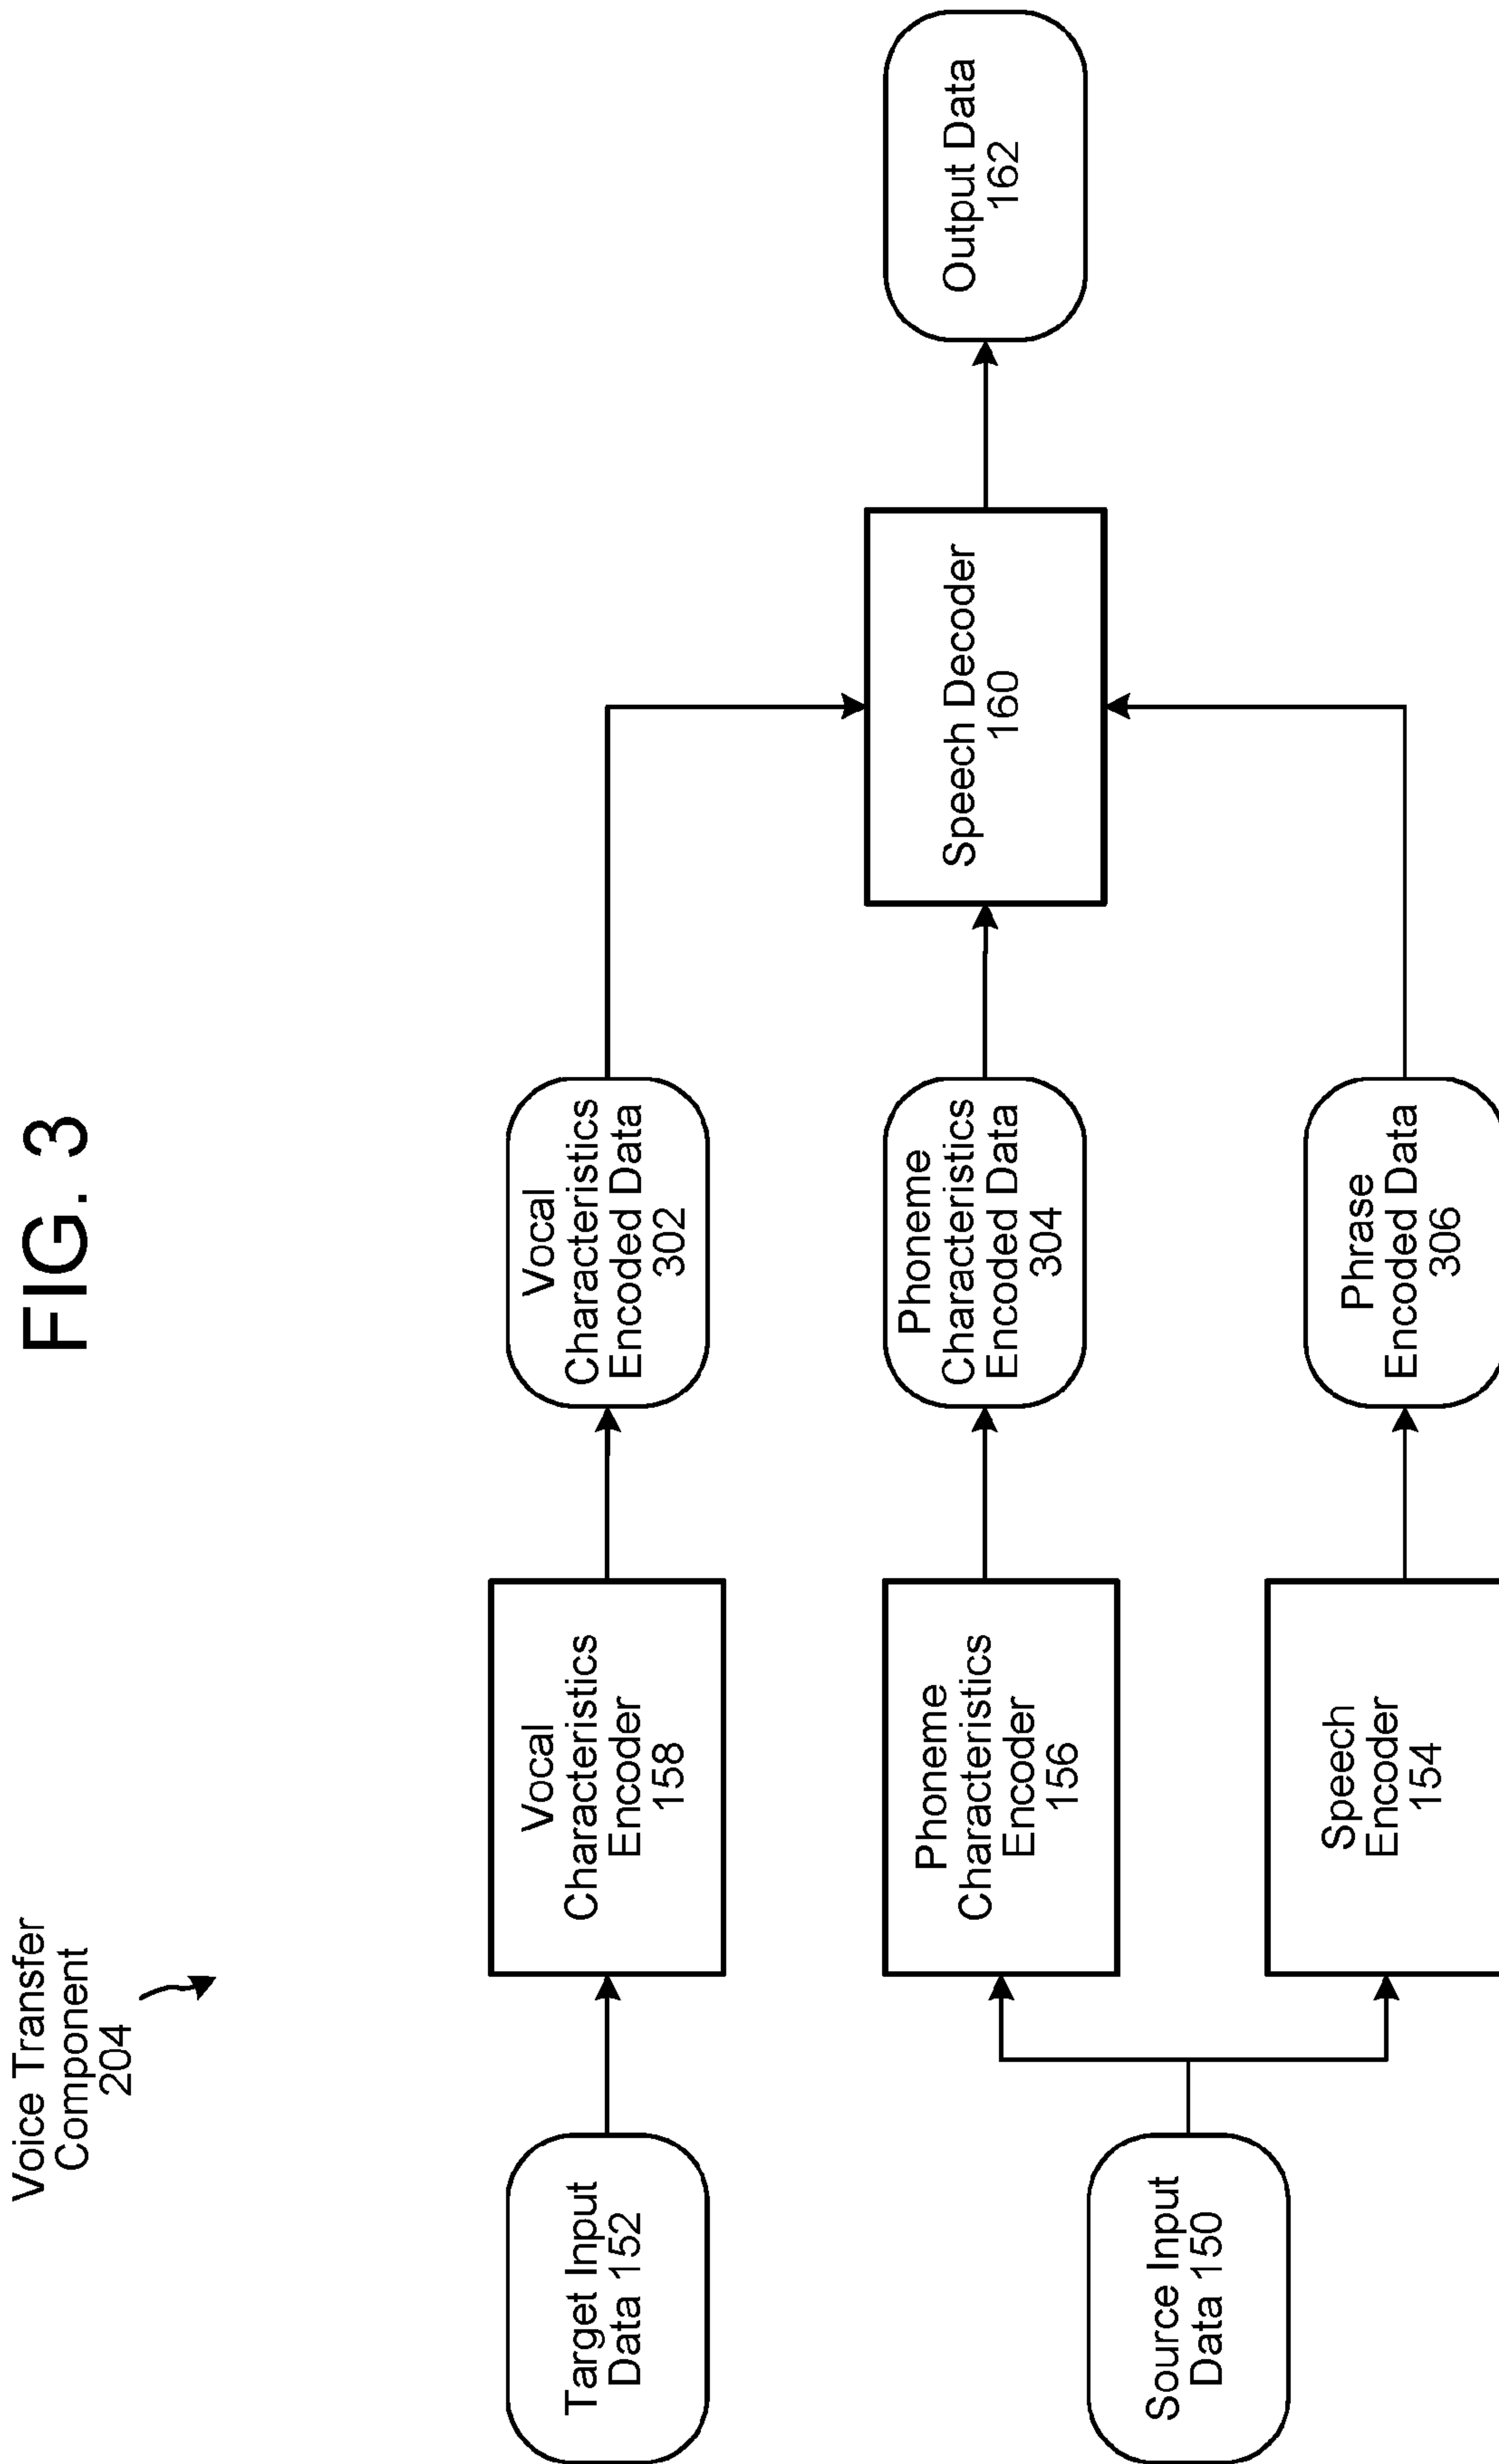 FIG. 3
Voice Transfer
Component
204
Target Input
Data 152
Vocal
Characteristics
Encoder
158
Vocal
Characteristics
Encoded Data
302
Source Input
Data 150
Phoneme
Characteristics
Encoder
156
Phoneme
Characteristics
Encoded Data
304
Speech
Encoder
154
Phrase
Encoded Data
306
Speech Decoder
160
Output Data
162